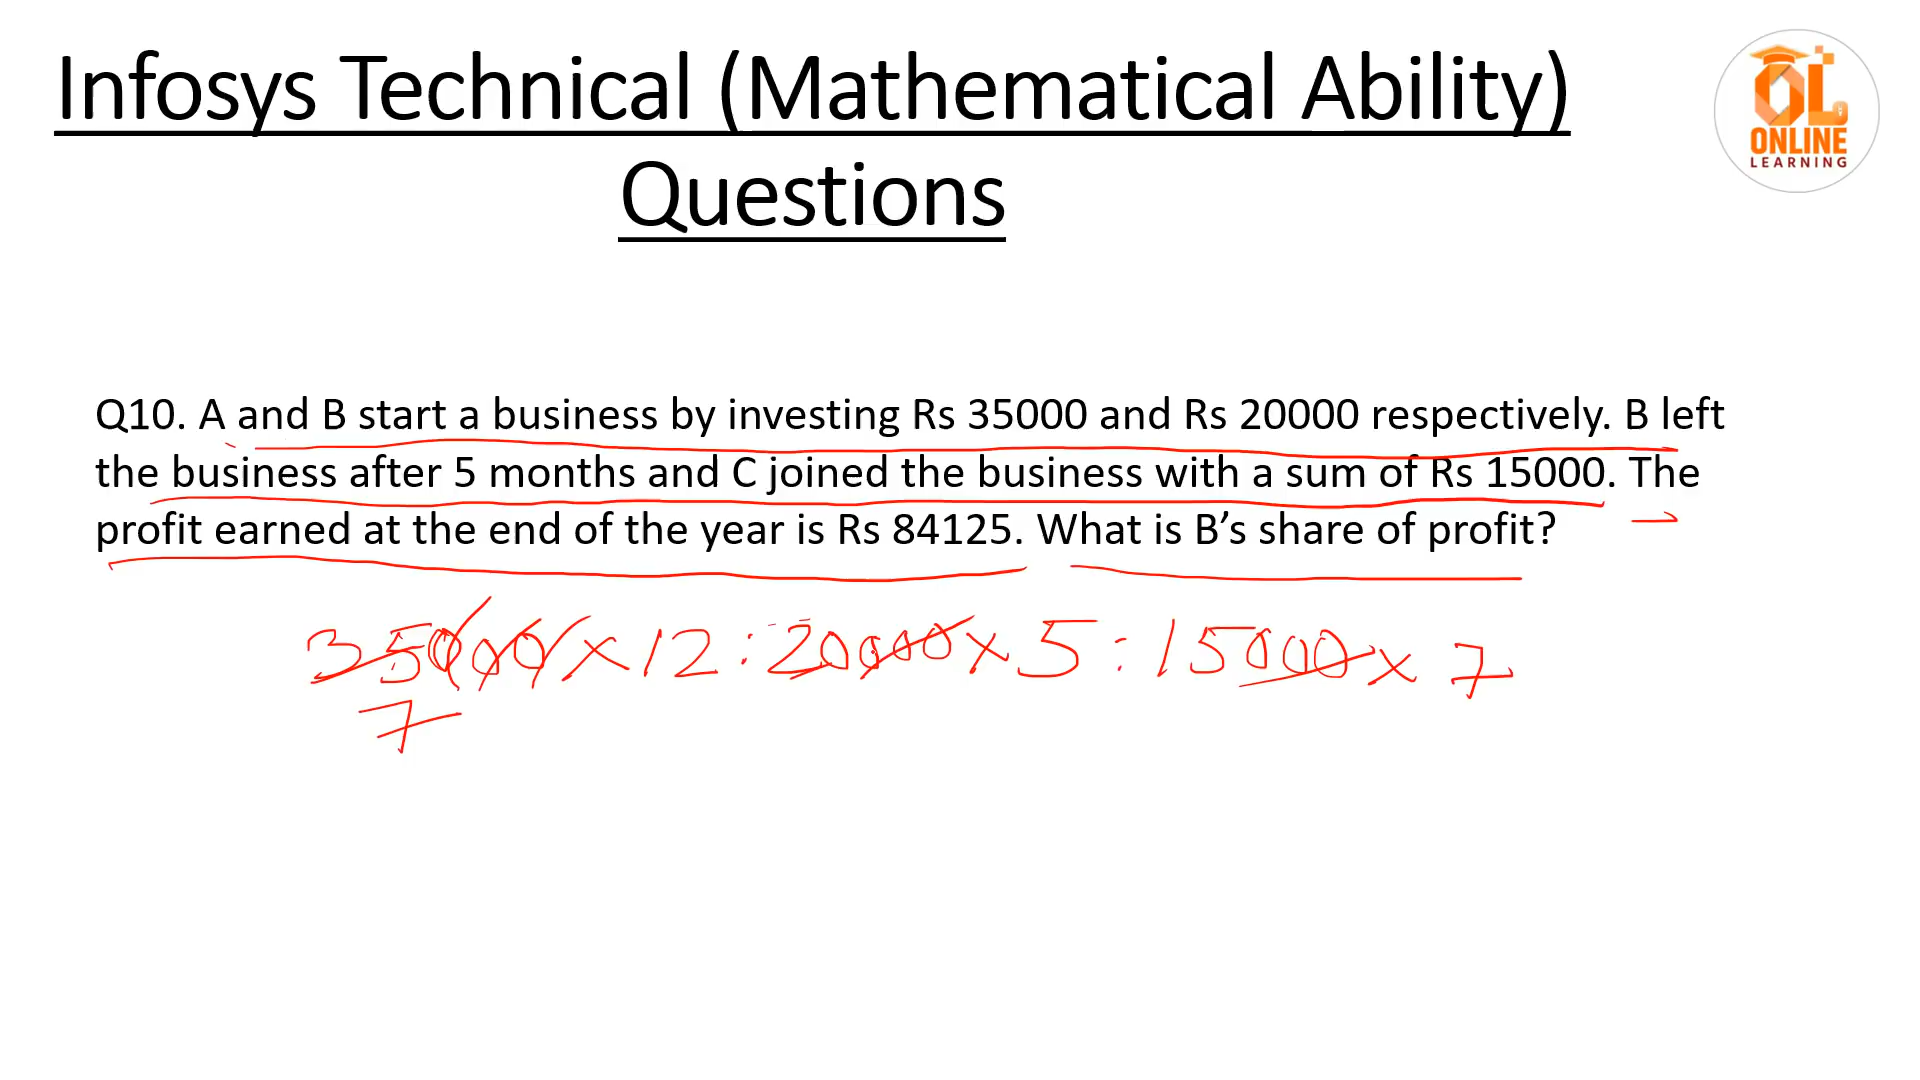 Infosys Technical (Mathematical Ability)
Questions
ONLINE
LEARNING
Q10. A and B start a business by investing Rs 35000 and Rs 20000 respectively. B left
the business after 5 months and C joined the business with a sum of Rs 15000. The
profit earned at the end of the year is Rs 84125. What is B’s share of profit?
35000 x 12 : 20000 x 5 : 15000 x 7
7